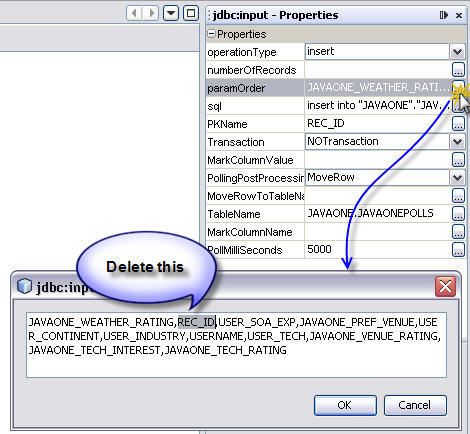 jdbc:input - Properties
Properties
operationType insert
numberOfRecords
paramOrder JAVAONE_WEATHER_RATI...
sql insert into "JAVAONE"."JAV...
PKName REC_ID
Transaction NOTransaction
MarkColumnValue
PollingPostProcessin MoveRow
MoveRowToTableNa
TableName JAVAONE.JAVAONEPOLLS
MarkColumnName
PollMilliSeconds 5000
Delete this
jdbc:inp
JAVAONE_WEATHER_RATING,REC_ID,USER_SOA_EXP,JAVAONE_PREF_VENUE,USE
R_CONTINENT,USER_INDUSTRY,USERNAME,USER_TECH,JAVAONE_VENUE_RATING,
JAVAONE_TECH_INTEREST,JAVAONE_TECH_RATING
OK Cancel